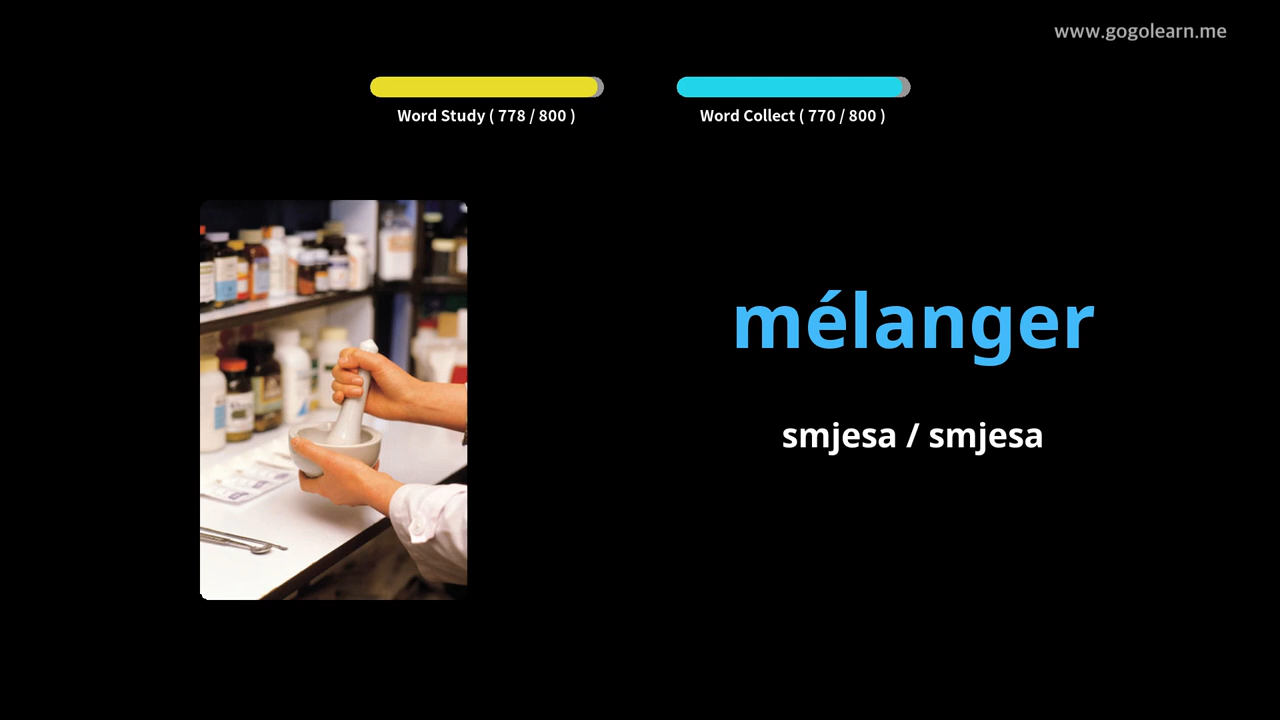 www.gogolearn.me
Word Study ( 778 / 800 )
Word Collect ( 770 / 800 )
mélanger
smjesa / smjesa